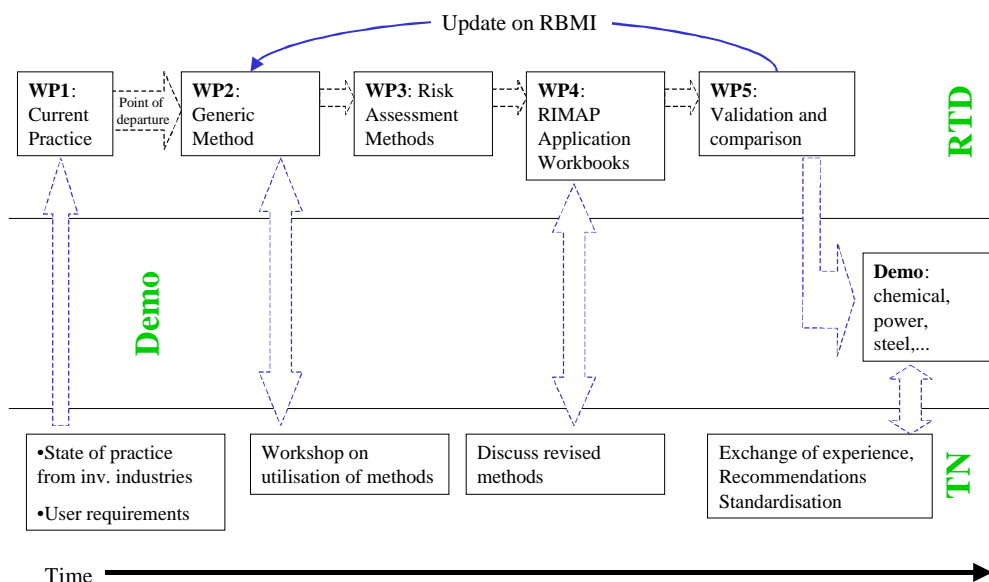 Update on RBMI
WP1:
Current
Practice
Point of
departure
WP2:
Generic
Method
WP3: Risk
Assessment
Methods
WP4:
RIMAP
Application
Workbooks
WP5:
Validation and
comparison
RTD
Demo
Demo:
chemical,
power,
steel,...
•State of practice
from inv. industries
•User requirements
Workshop on
utilisation of methods
Discuss revised
methods
Exchange of experience,
Recommendations
Standardisation
TN
Time